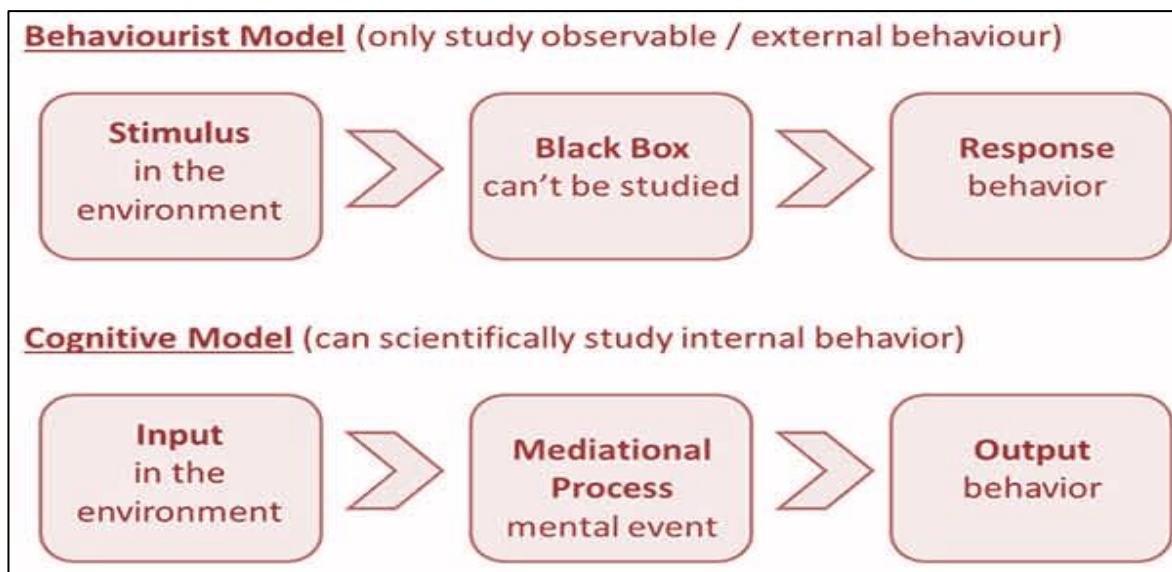 Behaviourist Model (only study observable / external behaviour)
Stimulus
in the
environment
Black Box
can't be studied
Response
behavior
Cognitive Model (can scientifically study internal behavior)
Input
in the
environment
Mediational
Process
mental event
Output
behavior